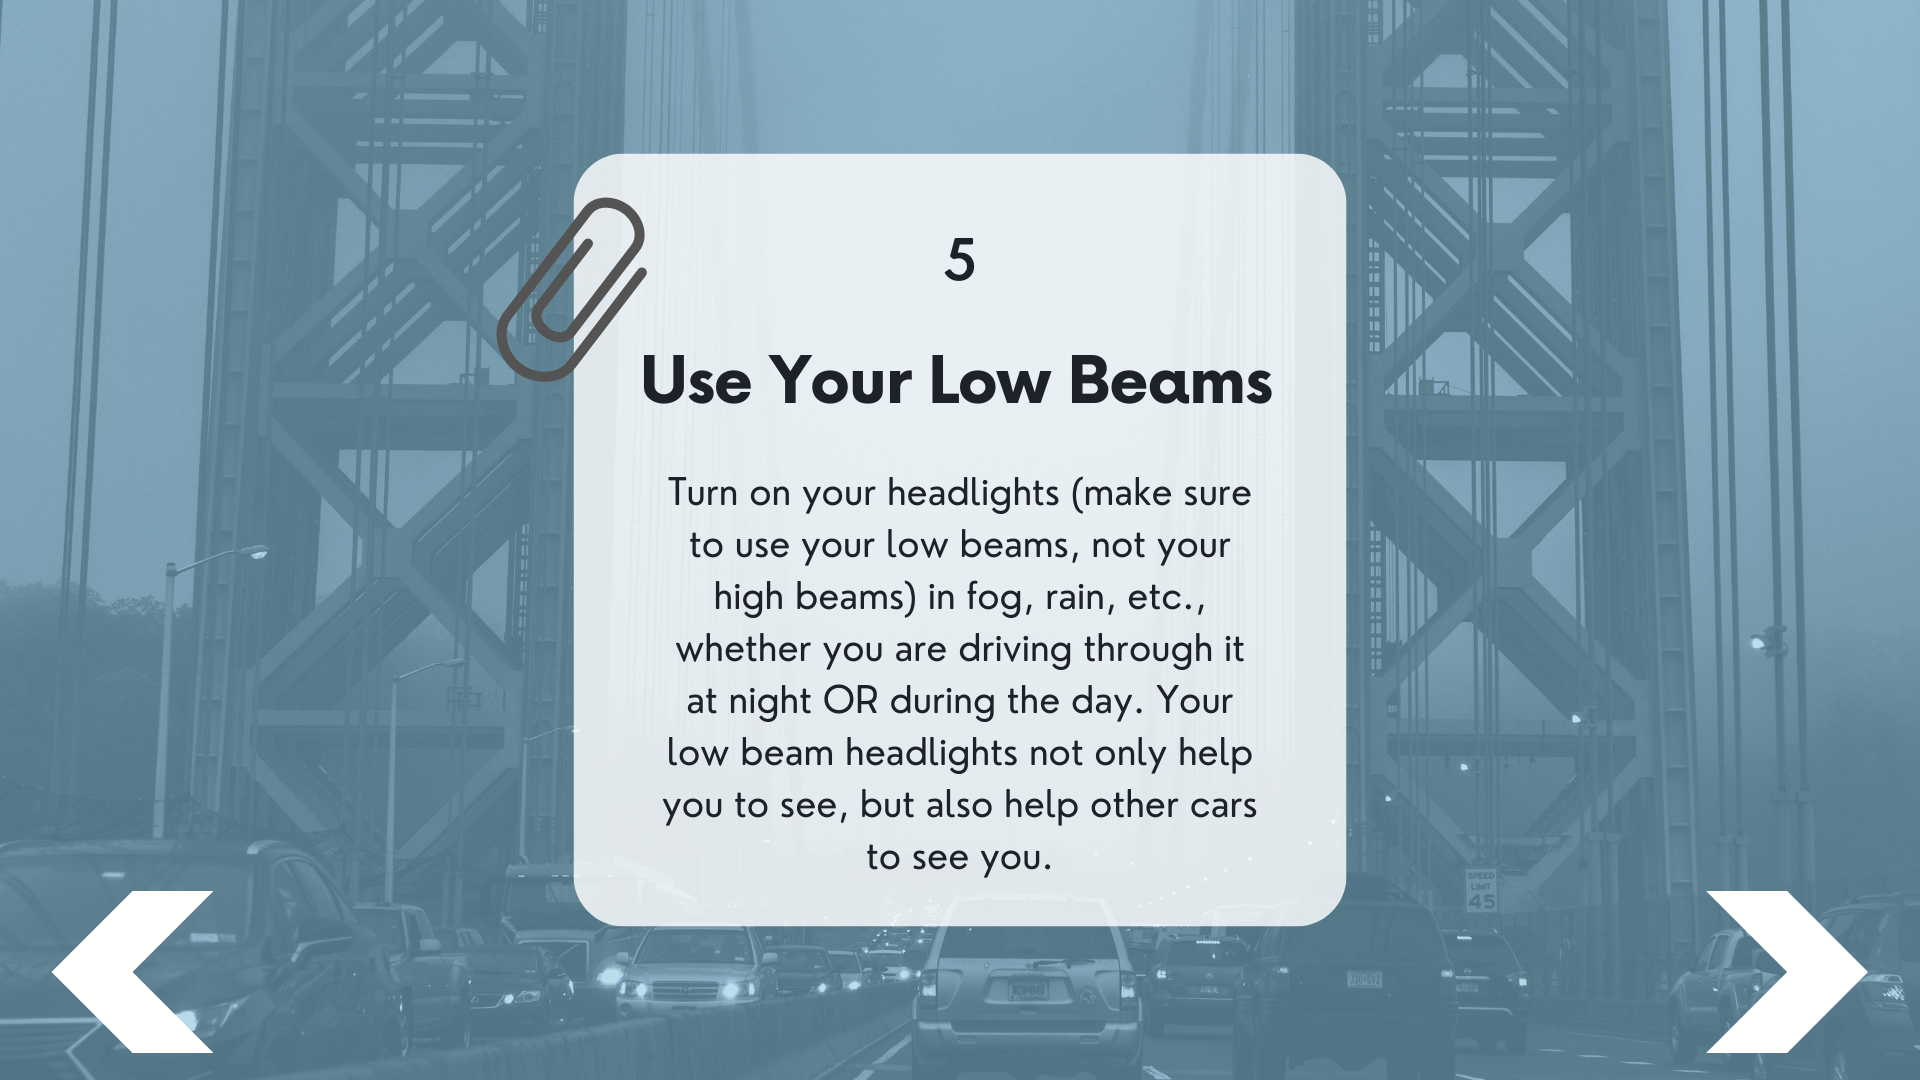 5
Use Your Low Beams
Turn on your headlights (make sure
to use your low beams, not your
high beams) in fog, rain, etc.,
whether you are driving through it
at night OR during the day. Your
low beam headlights not only help
you to see, but also help other cars
to see you.
SPEED
LIMIT
45